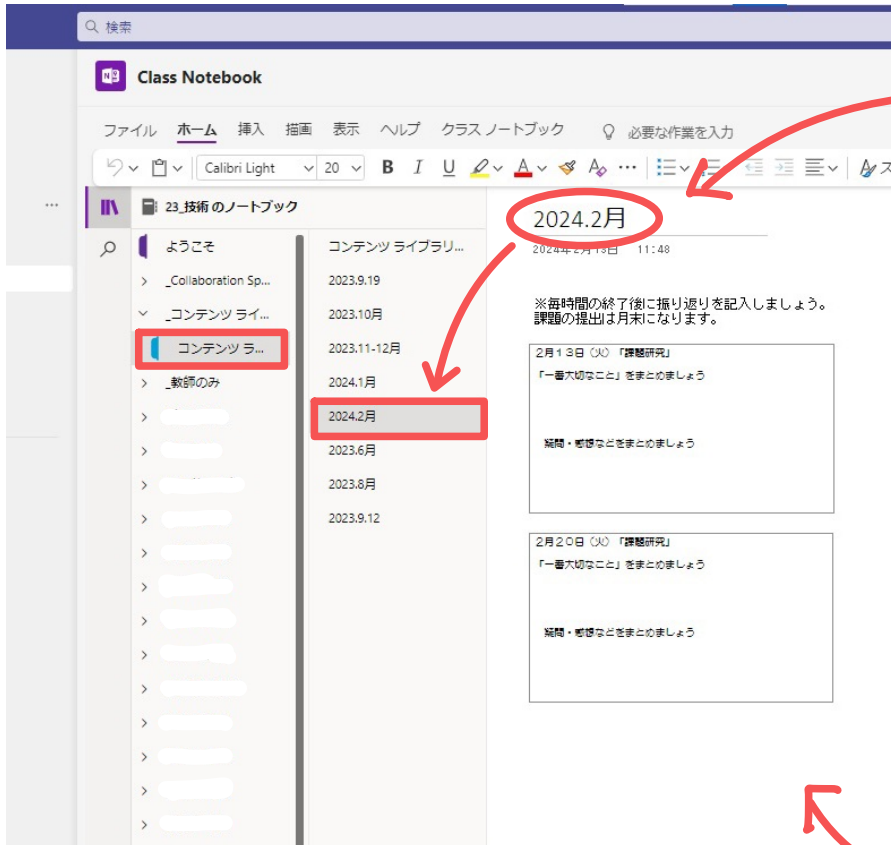 検索
Class Notebook
ファイル ホーム 挿入 描画 表示 ヘルプ クラス ノートブック 必要な作業を入力
Calibri Light 20 B I U A A ... A ス
23_技術 のノートブック
ようこそ
_Collaboration Sp...
_コンテンツ ライ...
コンテンツ ラ...
_教師のみ
コンテンツ ライブラリ...
2023.9.19
2023.10月
2023.11-12月
2024.1月
2024.2月
2023.6月
2023.8月
2023.9.12
2024.2月
2024年2月13日 11:48
※毎時間の終了後に振り返りを記入しましょう。
課題の提出は月末になります。
2月13日（火）「課題研究」
「一番大切なこと」をまとめましょう
疑問・感想などをまとめましょう
2月20日（火）「課題研究」
「一番大切なこと」をまとめましょう
疑問・感想などをまとめましょう